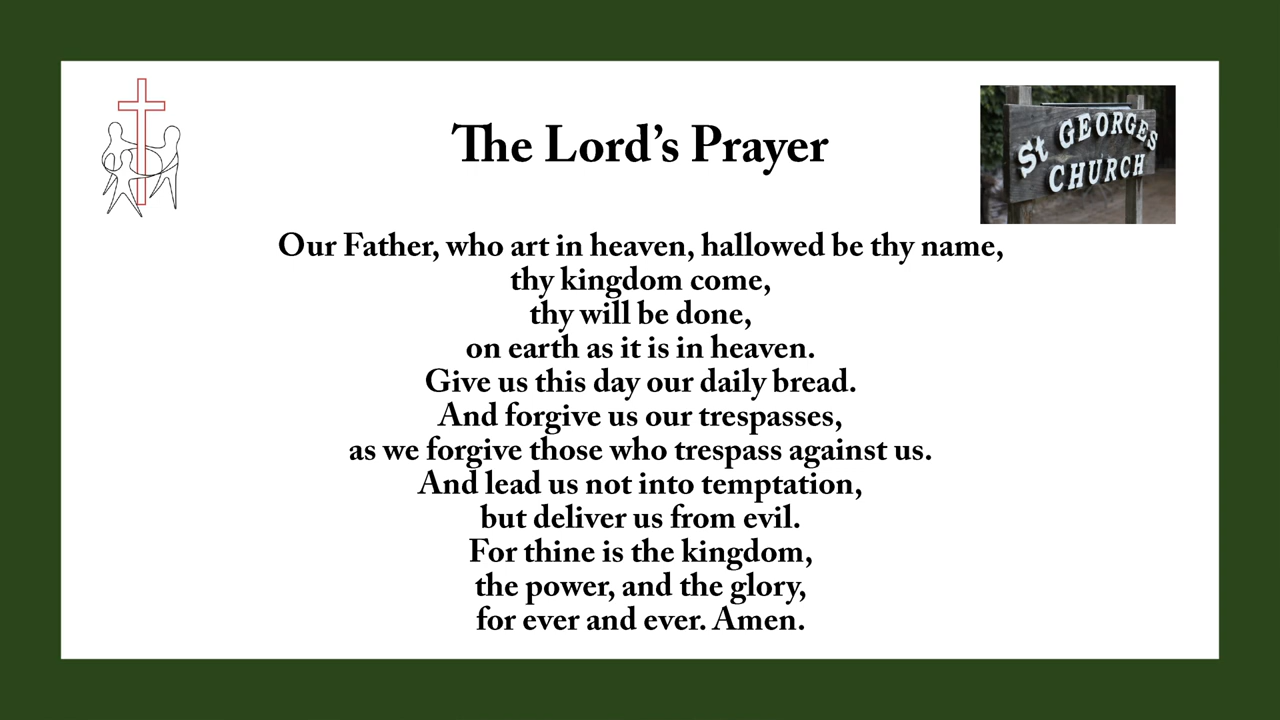 The Lord's Prayer
St GEORGES
CHURCH
Our Father, who art in heaven, hallowed be thy name,
thy kingdom come,
thy will be done,
on earth as it is in heaven.
Give us this day our daily bread.
And forgive us our trespasses,
as we forgive those who trespass against us.
And lead us not into temptation,
but deliver us from evil.
For thine is the kingdom,
the power, and the glory,
for ever and ever. Amen.